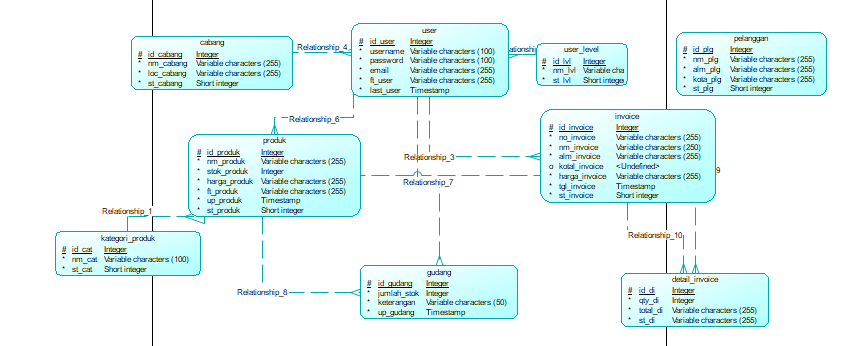 cabang
# id_cabang Integer
* nm_cabang Variable characters (255)
* loc_cabang Variable characters (255)
* st_cabang Short integer
Relationship_4
user
# id_user Integer
* username Variable characters (100)
* password Variable characters (100)
* email Variable characters (255)
* ft_user Variable characters (255)
* last_user Timestamp
user_level
# id_lvl Integer
* nm_lvl Variable cha
* st_lvl Short intege
pelanggan
# id_plg Integer
* nm_plg Variable characters (255)
* alm_plg Variable characters (255)
* kota_plg Variable characters (255)
* st_plg Short integer
Relationship_6
produk
# id_produk Integer
* nm_produk Variable characters (255)
* stok_produk Integer
* harga_produk Variable characters (255)
* ft_produk Variable characters (255)
* up_produk Timestamp
* st_produk Short integer
Relationship_3
Relationship_7
invoice
# id_invoice Integer
* no_invoice Variable characters (255)
* nm_invoice Variable characters (250)
* alm_invoice Variable characters (255)
o kotal_invoice <Undefined>
* harga_invoice Variable characters (255)
* tgl_invoice Timestamp
* st_invoice Short integer
9
Relationship_1
kategori_produk
# id_cat Integer
* nm_cat Variable characters (100)
* st_cat Short integer
Relationship_10
Relationship_8
gudang
# id_gudang Integer
* jumlah_stok Integer
* keterangan Variable characters (50)
* up_gudang Timestamp
detail_invoice
# id_di Integer
* qty_di Integer
* total_di Variable characters (255)
* st_di Variable characters (255)